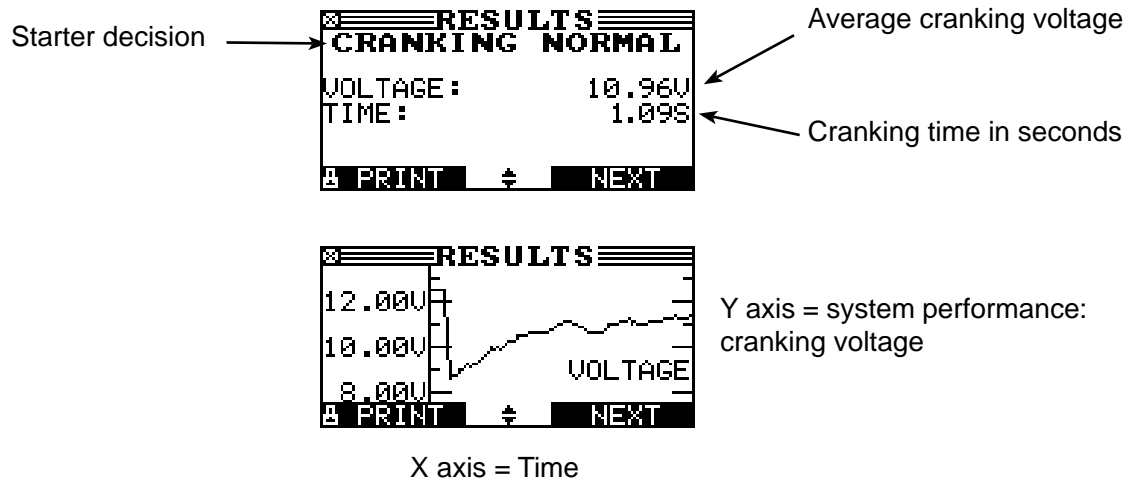 Starter decision
RESULTS
CRANKING NORMAL
VOLTAGE: 10.96V
TIME: 1.09S
PRINT NEXT
Average cranking voltage
Cranking time in seconds
RESULTS
12.00V
10.00V
8.00V
VOLTAGE
PRINT NEXT
Y axis = system performance:
cranking voltage
X axis = Time